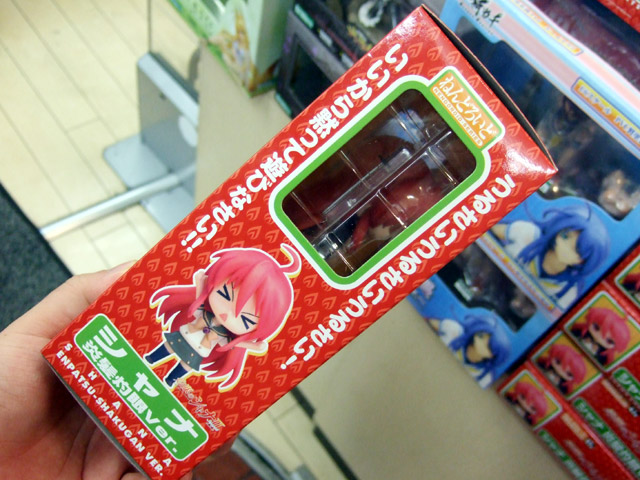 ねんどろいど
うるさいうるさいうるさい!
いいから黙って遊びなさい!!
シャナ
炎髪灼眼ver.
SHANA
ENPATSU-SHAKUGAN VER.